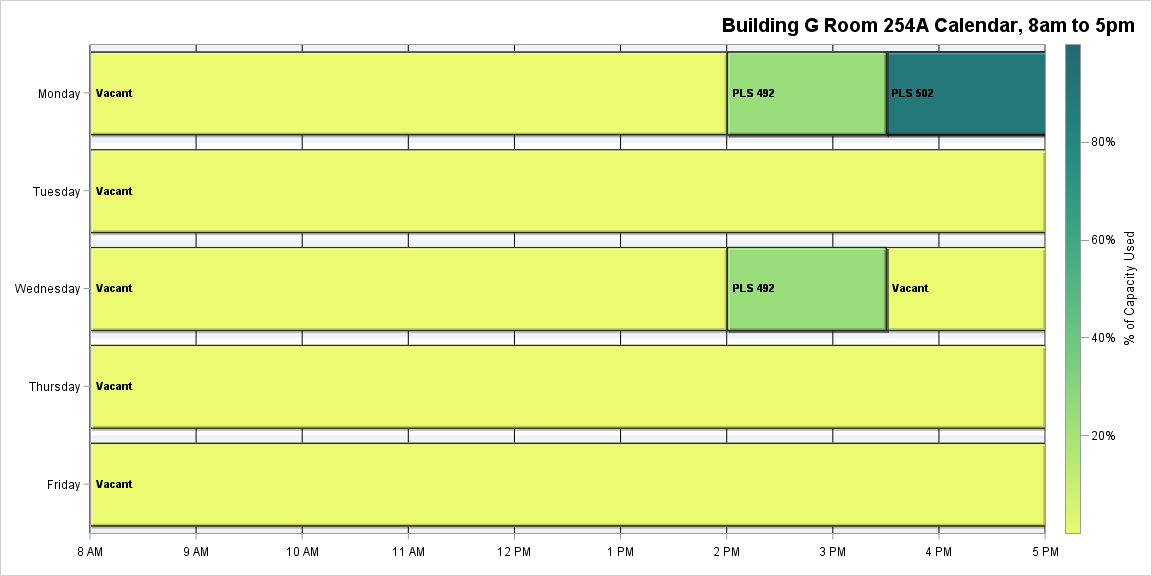 Building G Room 254A Calendar, 8am to 5pm
Monday Vacant PLS 492 PLS 502
Tuesday Vacant
Wednesday Vacant PLS 492 Vacant
Thursday Vacant
Friday Vacant
8 AM 9 AM 10 AM 11 AM 12 PM 1 PM 2 PM 3 PM 4 PM 5 PM
80%
60%
40%
20%
% of Capacity Used